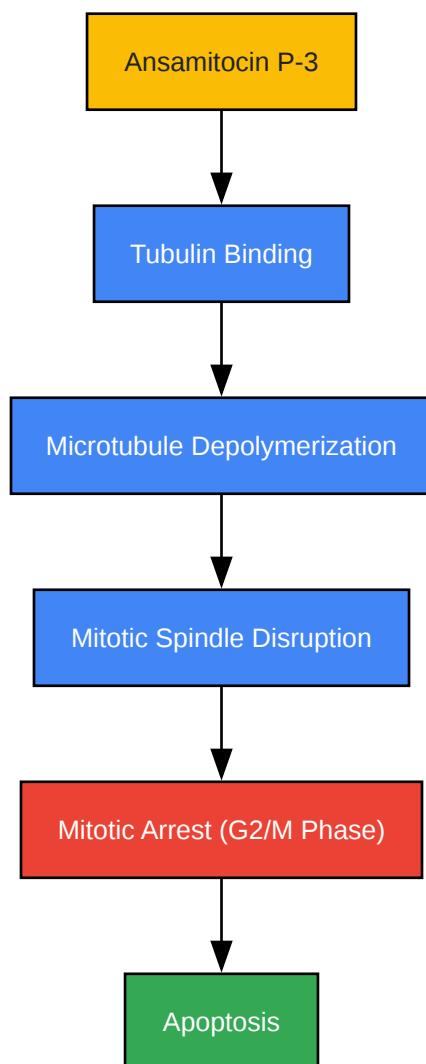 Ansamitocin P-3
Tubulin Binding
Microtubule Depolymerization
Mitotic Spindle Disruption
Mitotic Arrest (G2/M Phase)
Apoptosis